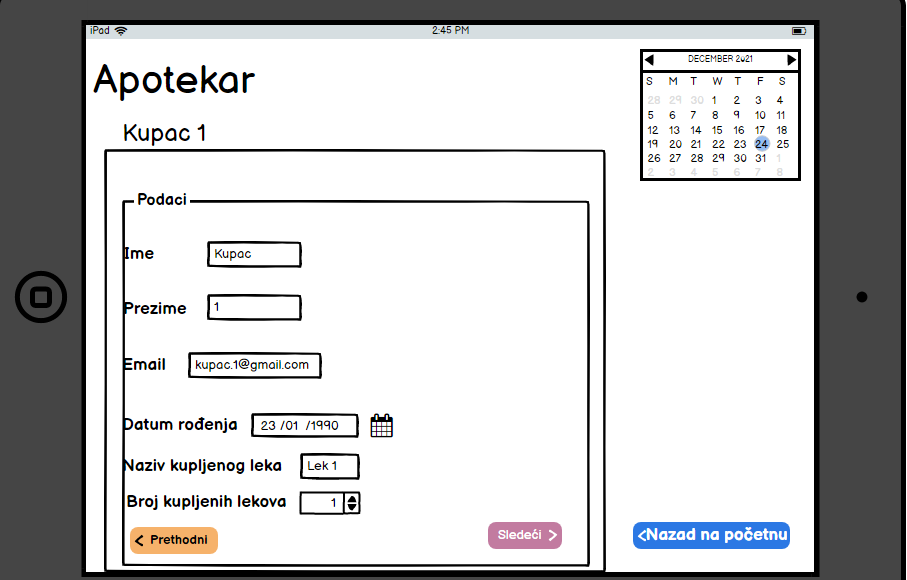 iPad 2:45 PM
Apotekar
DECEMBER 2021
S M T W T F S
28 29 30 1 2 3 4
5 6 7 8 9 10 11
12 13 14 15 16 17 18
19 20 21 22 23 24 25
26 27 28 29 30 31 1
2 3 4 5 6 7 8
Kupac 1
Podaci
Ime Kupac
Prezime 1
Email kupac.1@gmail.com
Datum rođenja 23 /01 /1990
Naziv kupljenog leka Lek 1
Broj kupljenih lekova 1
< Prethodni
Sledeći >
<Nazad na početnu